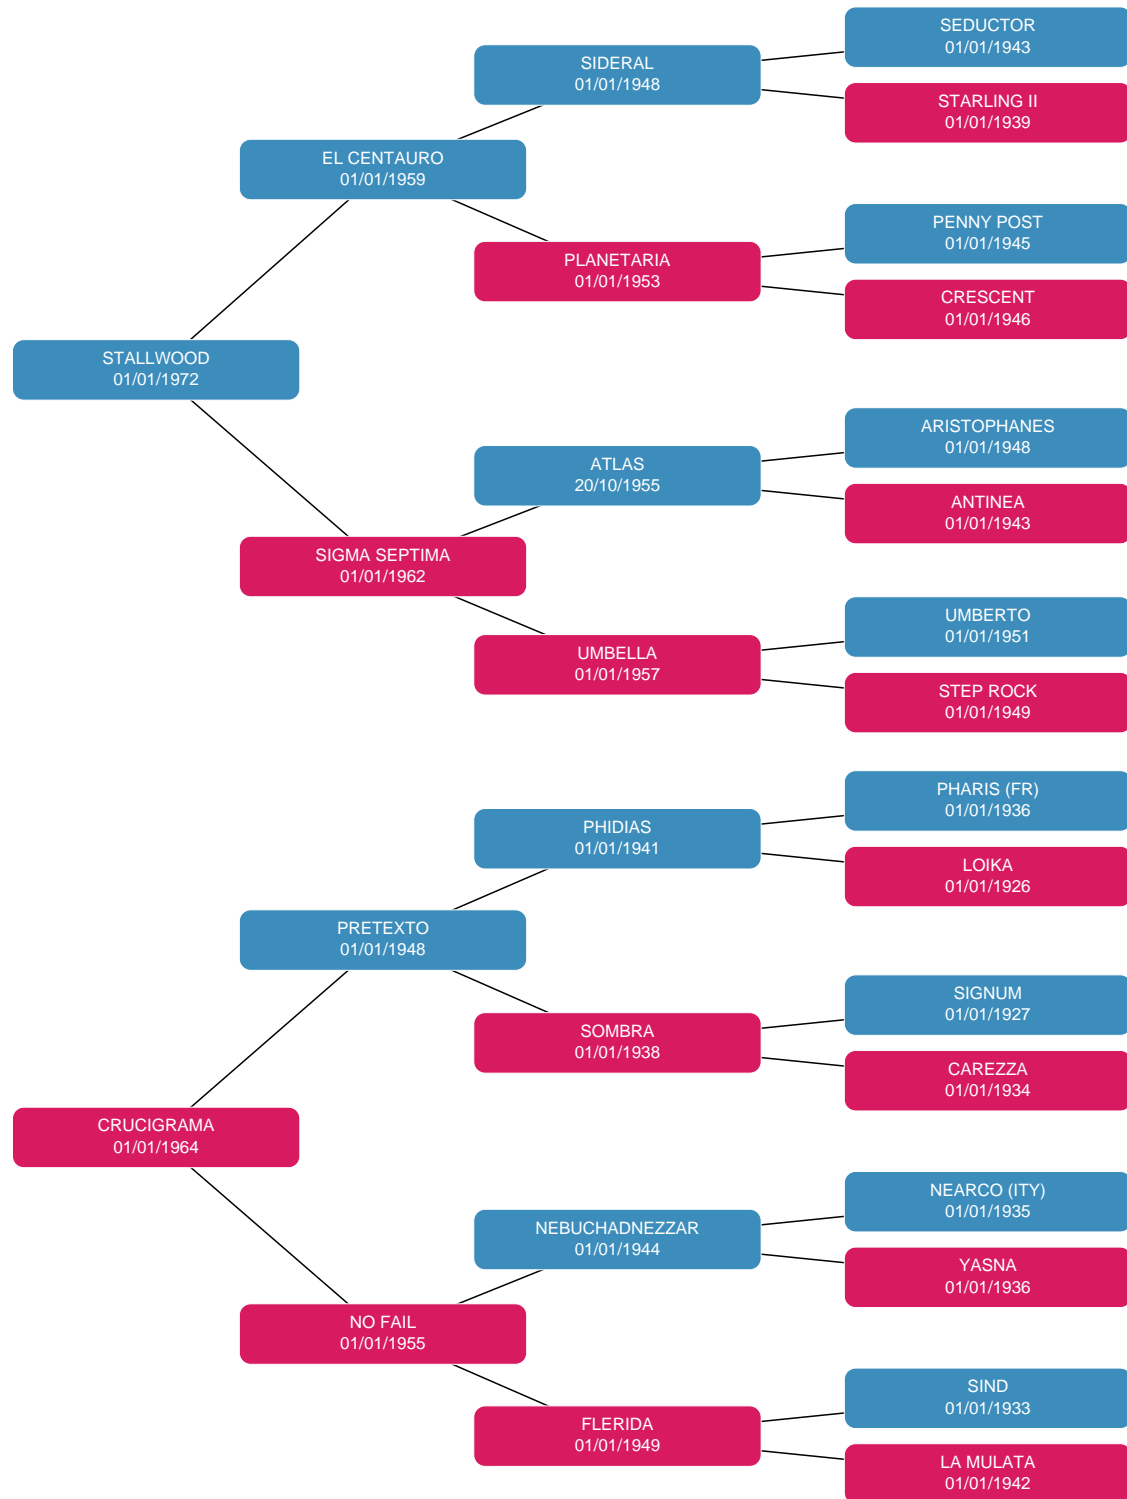 SEDUCTOR
01/01/1943
SIDERAL
01/01/1948
STARLING II
01/01/1939
EL CENTAURO
01/01/1959
PENNY POST
01/01/1945
PLANETARIA
01/01/1953
CRESCENT
01/01/1946
STALLWOOD
01/01/1972
ARISTOPHANES
01/01/1948
ATLAS
20/10/1955
ANTINEA
01/01/1943
SIGMA SEPTIMA
01/01/1962
UMBERTO
01/01/1951
UMBELLA
01/01/1957
STEP ROCK
01/01/1949
PHARIS (FR)
01/01/1936
PHIDIAS
01/01/1941
LOIKA
01/01/1926
PRETEXTO
01/01/1948
SIGNUM
01/01/1927
SOMBRA
01/01/1938
CAREZZA
01/01/1934
CRUCIGRAMA
01/01/1964
NEARCO (ITY)
01/01/1935
NEBUCHADNEZZAR
01/01/1944
YASNA
01/01/1936
NO FAIL
01/01/1955
SIND
01/01/1933
FLERIDA
01/01/1949
LA MULATA
01/01/1942